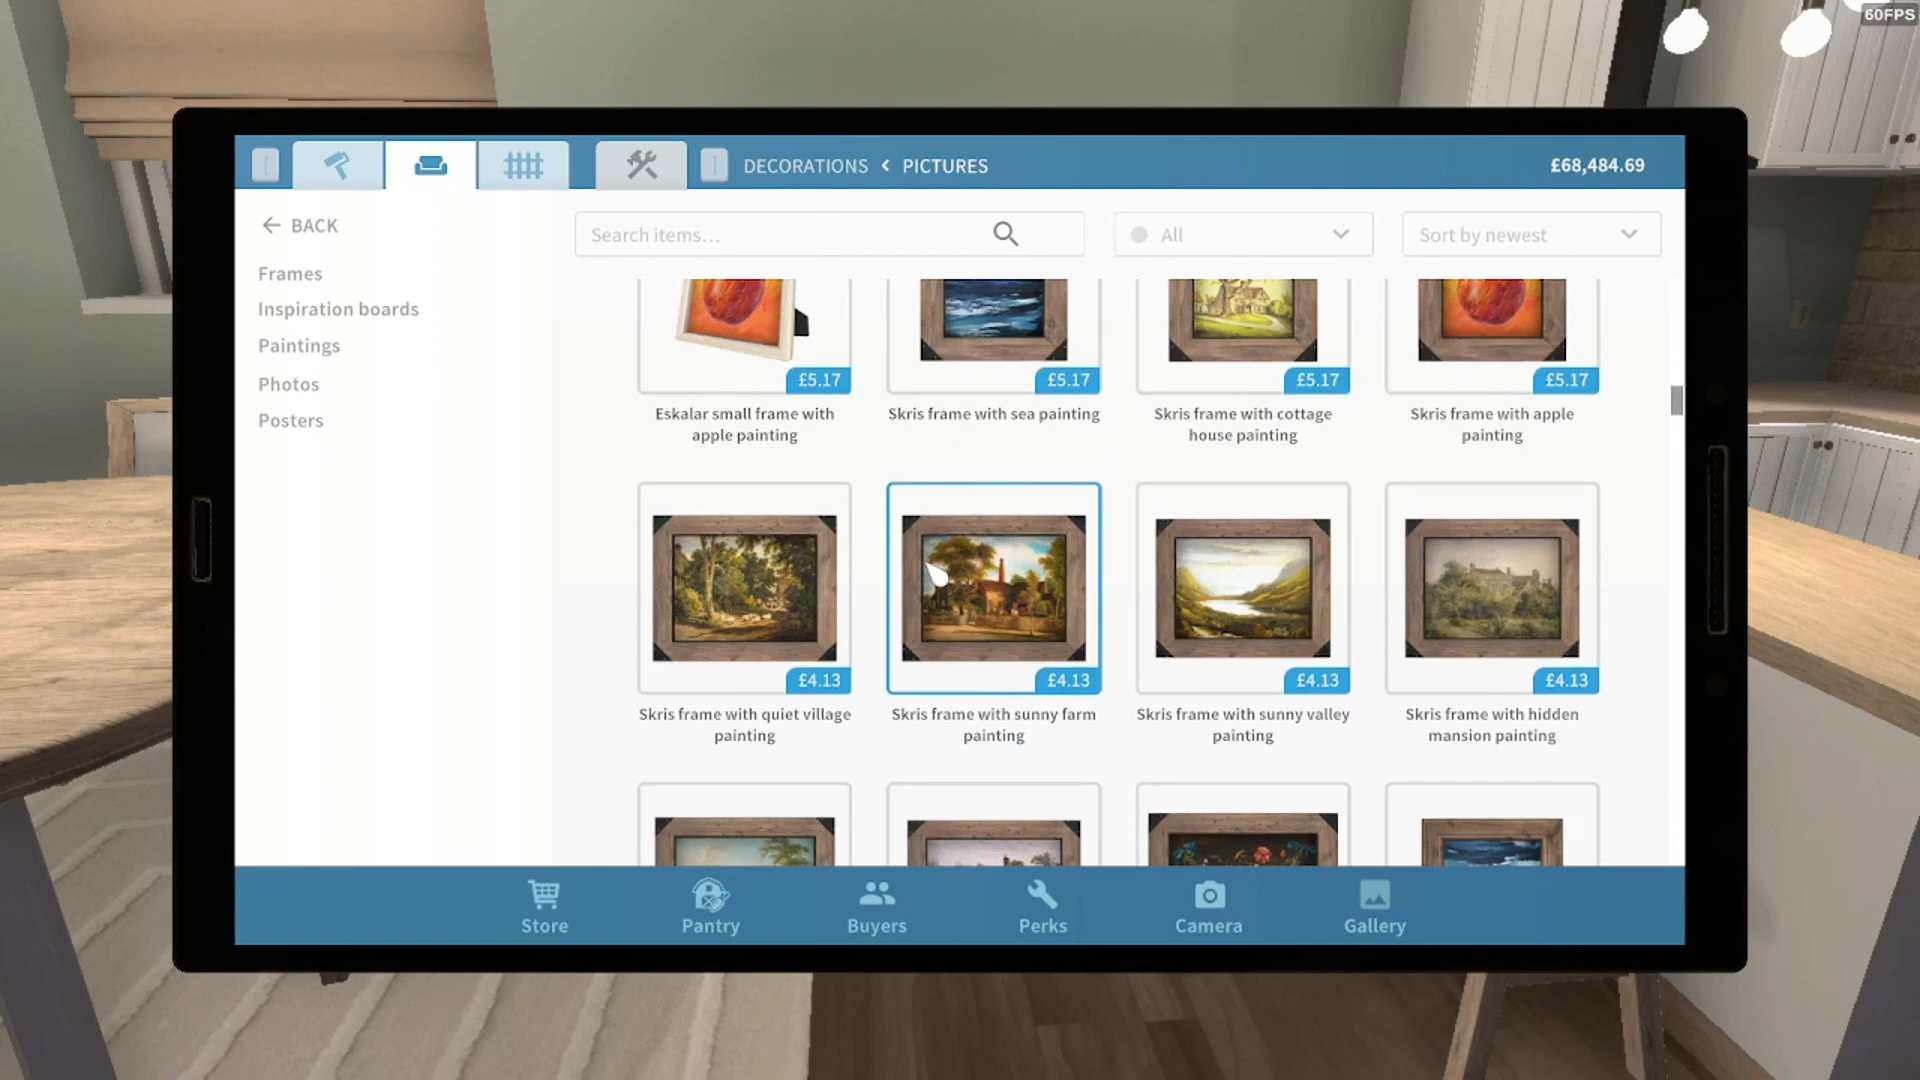 60FPS
DECORATIONS < PICTURES
£68,484.69
BACK
Search items...
All
Sort by newest
Frames
Inspiration boards
Paintings
Photos
Posters
£5.17
£5.17
£5.17
£5.17
Eskalar small frame with
apple painting
Skris frame with sea painting
Skris frame with cottage
house painting
Skris frame with apple
painting
£4.13
£4.13
£4.13
£4.13
Skris frame with quiet village
painting
Skris frame with sunny farm
painting
Skris frame with sunny valley
painting
Skris frame with hidden
mansion painting
Store
Pantry
Buyers
Perks
Camera
Gallery